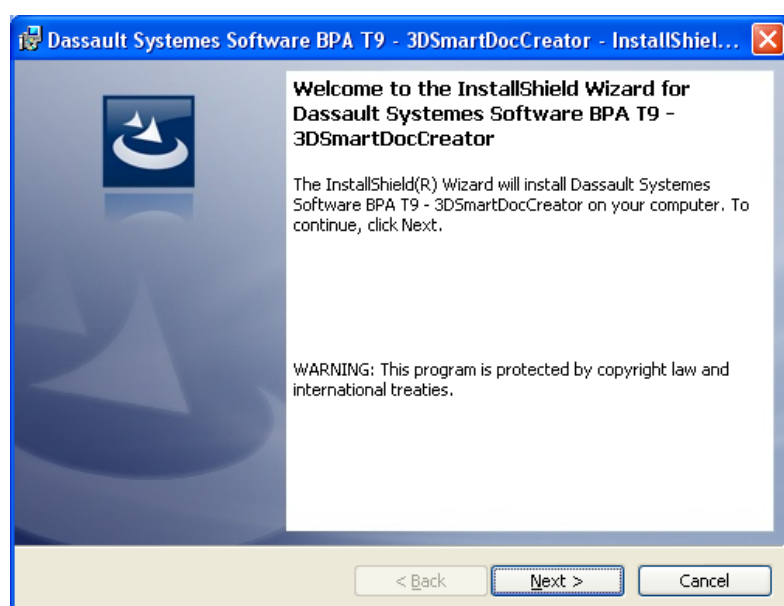 Dassault Systemes Software BPA T9 - 3DSmartDocCreator - InstallShiel...
Welcome to the InstallShield Wizard for
Dassault Systemes Software BPA T9 -
3DSmartDocCreator
The InstallShield(R) Wizard will install Dassault Systemes
Software BPA T9 - 3DSmartDocCreator on your computer. To
continue, click Next.
WARNING: This program is protected by copyright law and
international treaties.
< Back
Next >
Cancel